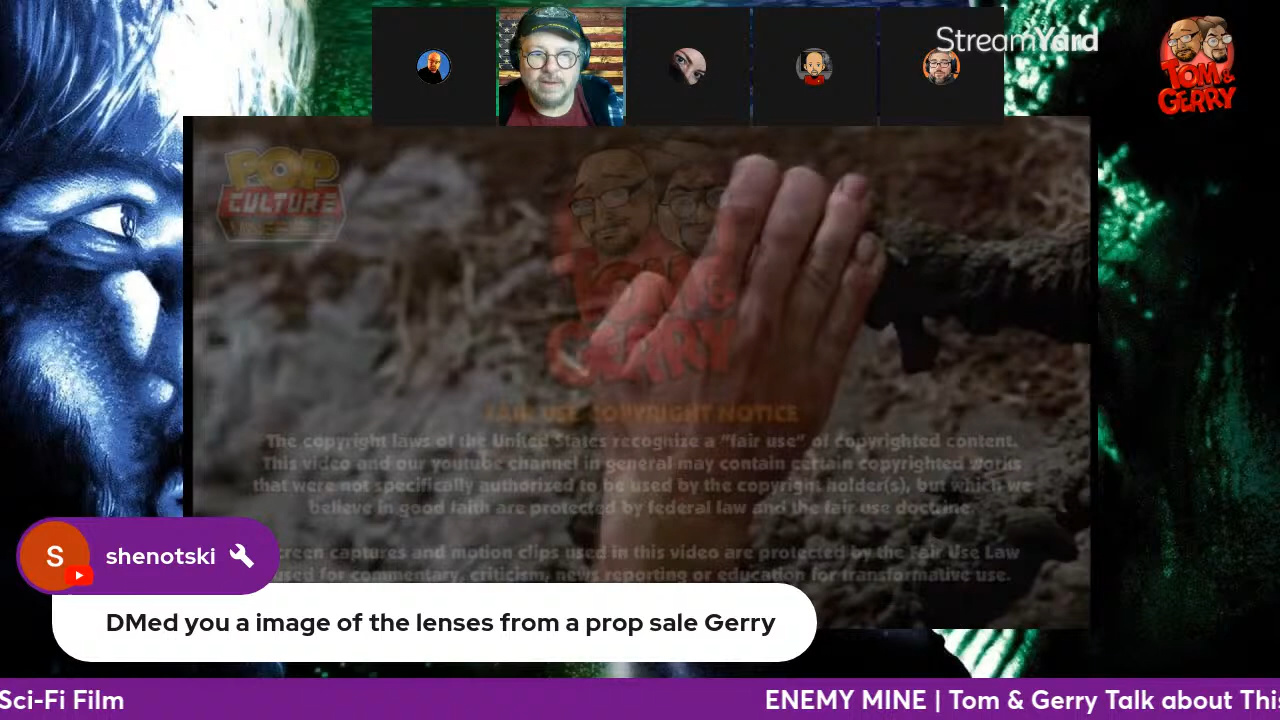 StreamYard
TOM &
GERRY
POP
CULTURE
TOM &
GERRY
FAIR USE COPYRIGHT NOTICE
The copyright laws of the United States recognize a "fair use" of copyrighted content.
This video and our youtube channel in general may contain certain copyrighted works
that were not specifically authorized to be used by the copyright holder(s), but which we
believe in good faith are protected by federal law and the fair use doctrine.
creen captures and motion clips used in this video are protected by the Fair Use Law
used for commentary, criticism, news reporting or education for transformative use.
S
shenotski
DMed you a image of the lenses from a prop sale Gerry
Sci-Fi Film
ENEMY MINE | Tom & Gerry Talk about This